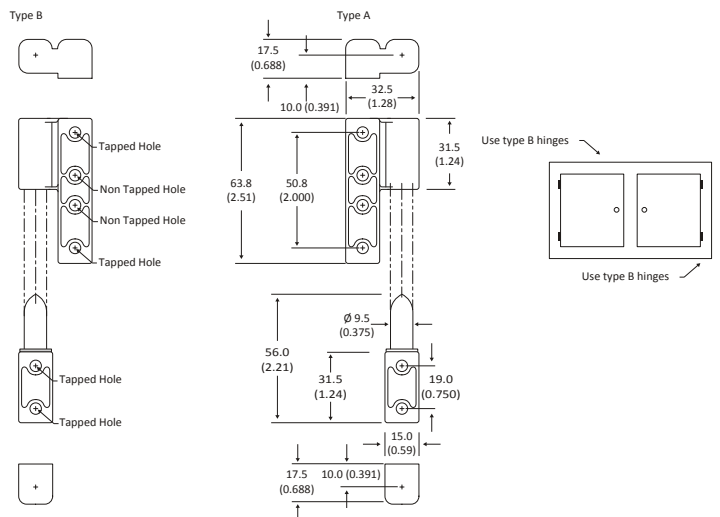 Type B
Type A
17.5
(0.688)
10.0 (0.391)
32.5
(1.28)
Tapped Hole
Non Tapped Hole
Non Tapped Hole
Tapped Hole
63.8
(2.51)
50.8
(2.000)
31.5
(1.24)
Use type B hinges
Use type B hinges
56.0
(2.21)
31.5
(1.24)
Ø 9.5
(0.375)
19.0
(0.750)
Tapped Hole
Tapped Hole
15.0
(0.59)
17.5
(0.688)
10.0 (0.391)